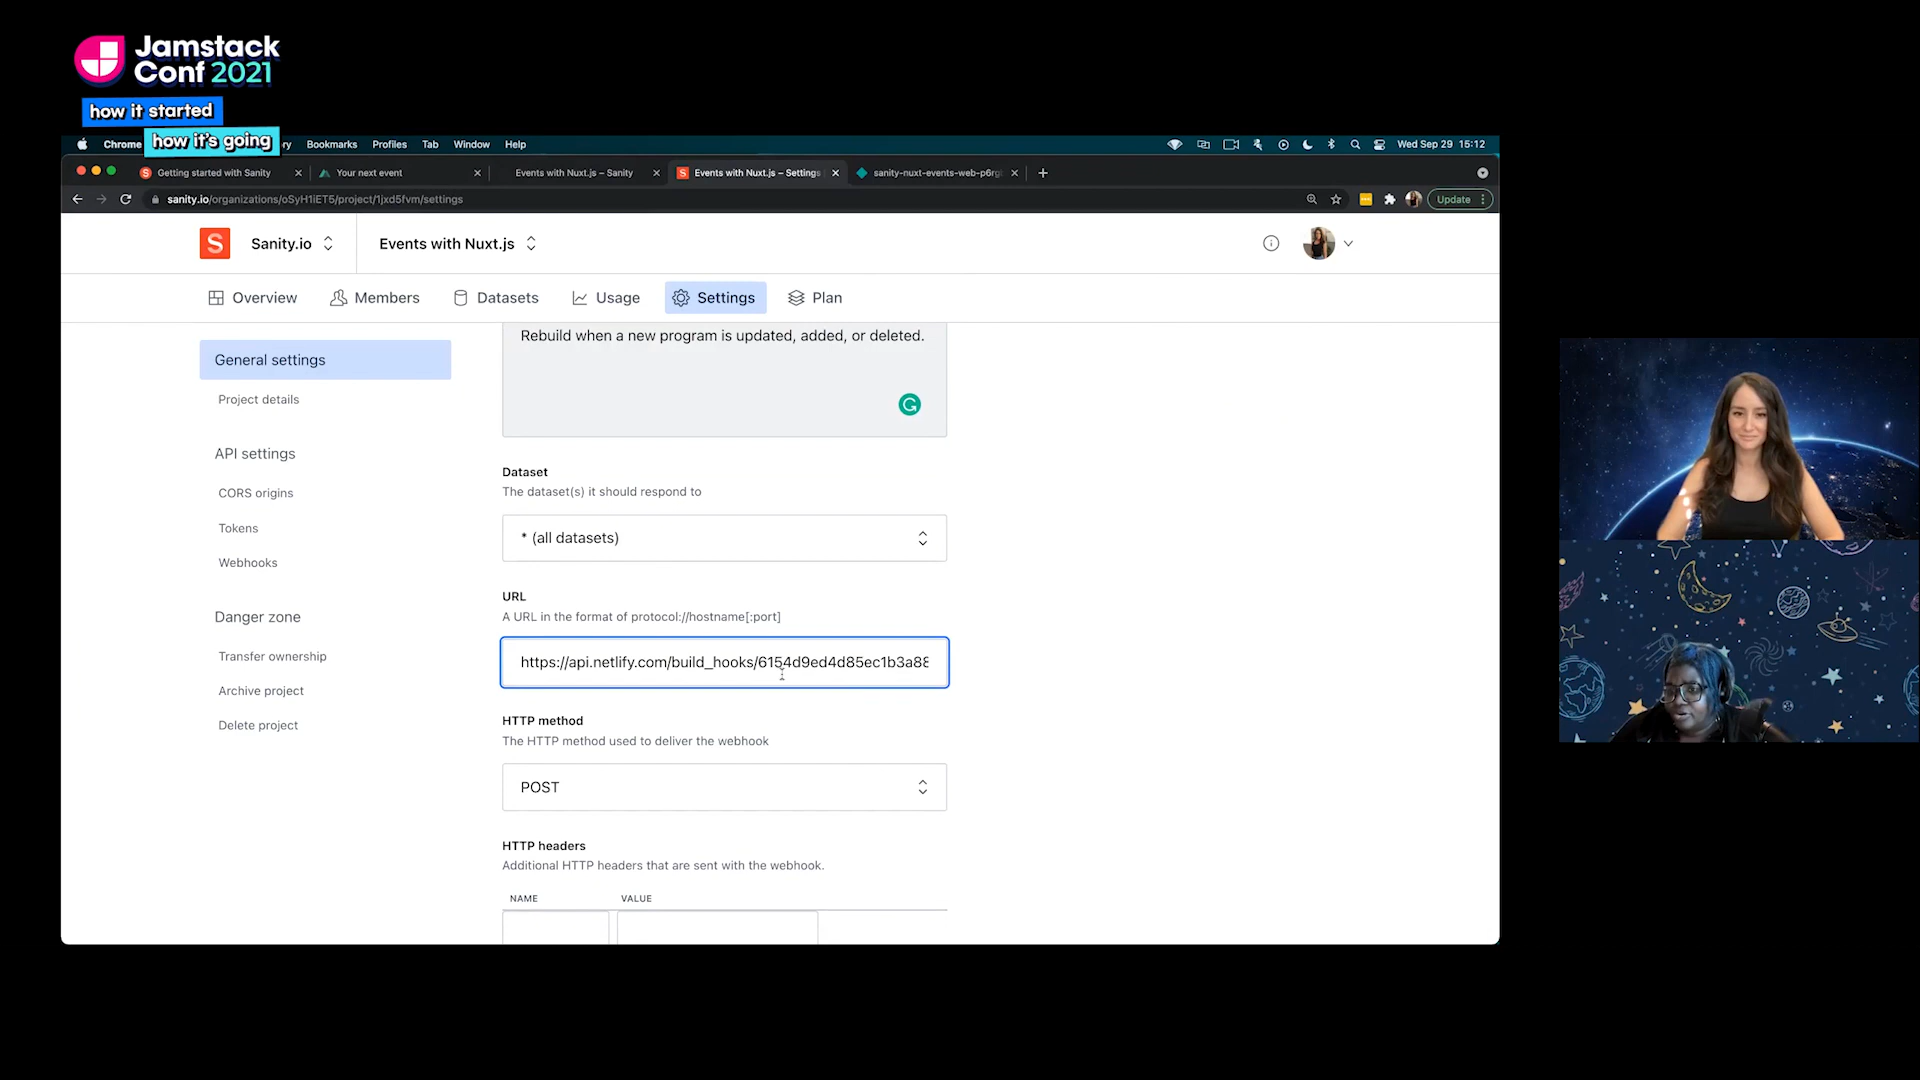 Jamstack
Conf 2021
how it started
how it's going
Chrome
Bookmarks Profiles Tab Window Help
Wed Sep 29 15:12
Getting started with Sanity
Your next event
Events with Nuxt.js – Sanity
Events with Nuxt.js – Settings
sanity-nuxt-events-web-p6rg
sanity.io/organizations/oSyH1iET5/project/1jxd5fvm/settings
Update
S
Sanity.io
Events with Nuxt.js
Overview
Members
Datasets
Usage
Settings
Plan
General settings
Project details
API settings
CORS origins
Tokens
Webhooks
Danger zone
Transfer ownership
Archive project
Delete project
Rebuild when a new program is updated, added, or deleted.
Dataset
The dataset(s) it should respond to
* (all datasets)
URL
A URL in the format of protocol://hostname[:port]
https://api.netlify.com/build_hooks/6154d9ed4d85ec1b3a88
HTTP method
The HTTP method used to deliver the webhook
POST
HTTP headers
Additional HTTP headers that are sent with the webhook.
NAME VALUE